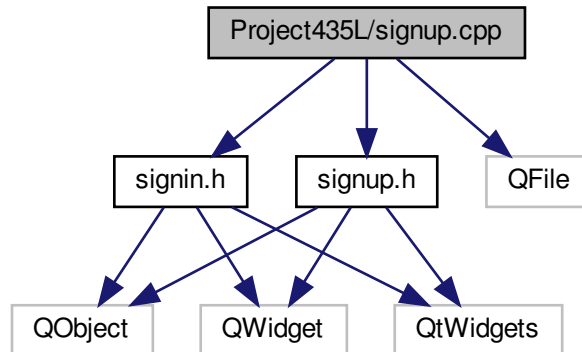 Project435L/signup.cpp
signin.h
signup.h
QFile
QObject
QWidget
QtWidgets